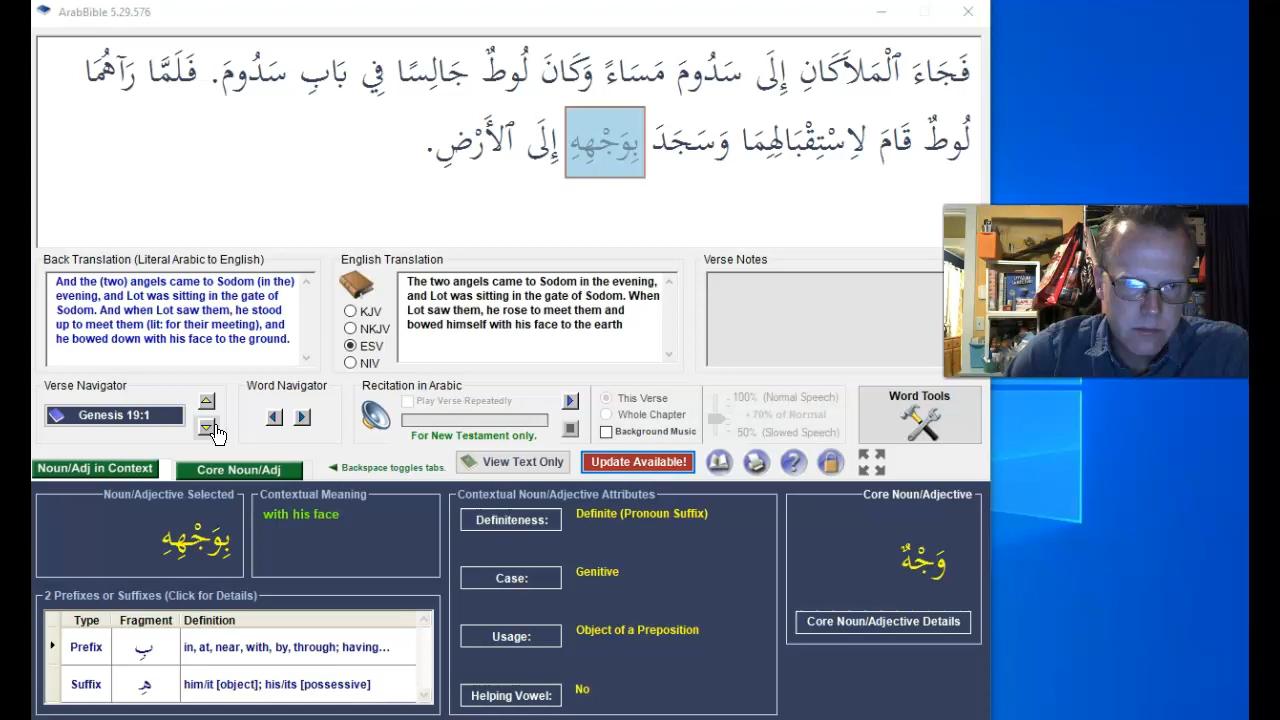 ArabBible 5.29.576
فَجَاءَ ٱلْمَلاَكَانِ إِلَى سَدُومَ مَسَاءً وَكَانَ لُوطٌ جَالِسًا فِي بَابِ سَدُومَ. فَلَمَّا رَآهُمَا
لُوطٌ قَامَ لاِسْتِقْبَالِهِمَا وَسَجَدَ بِوَجْهِهِ إِلَى ٱلأَرْضِ.
Back Translation (Literal Arabic to English)
And the (two) angels came to Sodom (in the)
evening, and Lot was sitting in the gate of
Sodom. And when Lot saw them, he stood
up to meet them (lit: for their meeting), and
he bowed down with his face to the ground.
English Translation
KJV
NKJV
ESV
NIV
The two angels came to Sodom in the evening,
and Lot was sitting in the gate of Sodom. When
Lot saw them, he rose to meet them and
bowed himself with his face to the earth
Verse Notes
Verse Navigator
Genesis 19:1
Word Navigator
Recitation in Arabic
Play Verse Repeatedly
For New Testament only.
This Verse
Whole Chapter
Background Music
100% (Normal Speech)
+70% of Normal
50% (Slowed Speech)
Word Tools
Noun/Adj in Context
Core Noun/Adj
Backspace toggles tabs.
View Text Only
Update Available!
Noun/Adjective Selected
بِوَجْهِهِ
Contextual Meaning
with his face
2 Prefixes or Suffixes (Click for Details)
Type Fragment Definition
Prefix بِ in, at, near, with, by, through; having...
Suffix هِ him/it [object]; his/its [possessive]
Contextual Noun/Adjective Attributes
Definiteness: Definite (Pronoun Suffix)
Case: Genitive
Usage: Object of a Preposition
Helping Vowel: No
Core Noun/Adjective
وَجْهٌ
Core Noun/Adjective Details